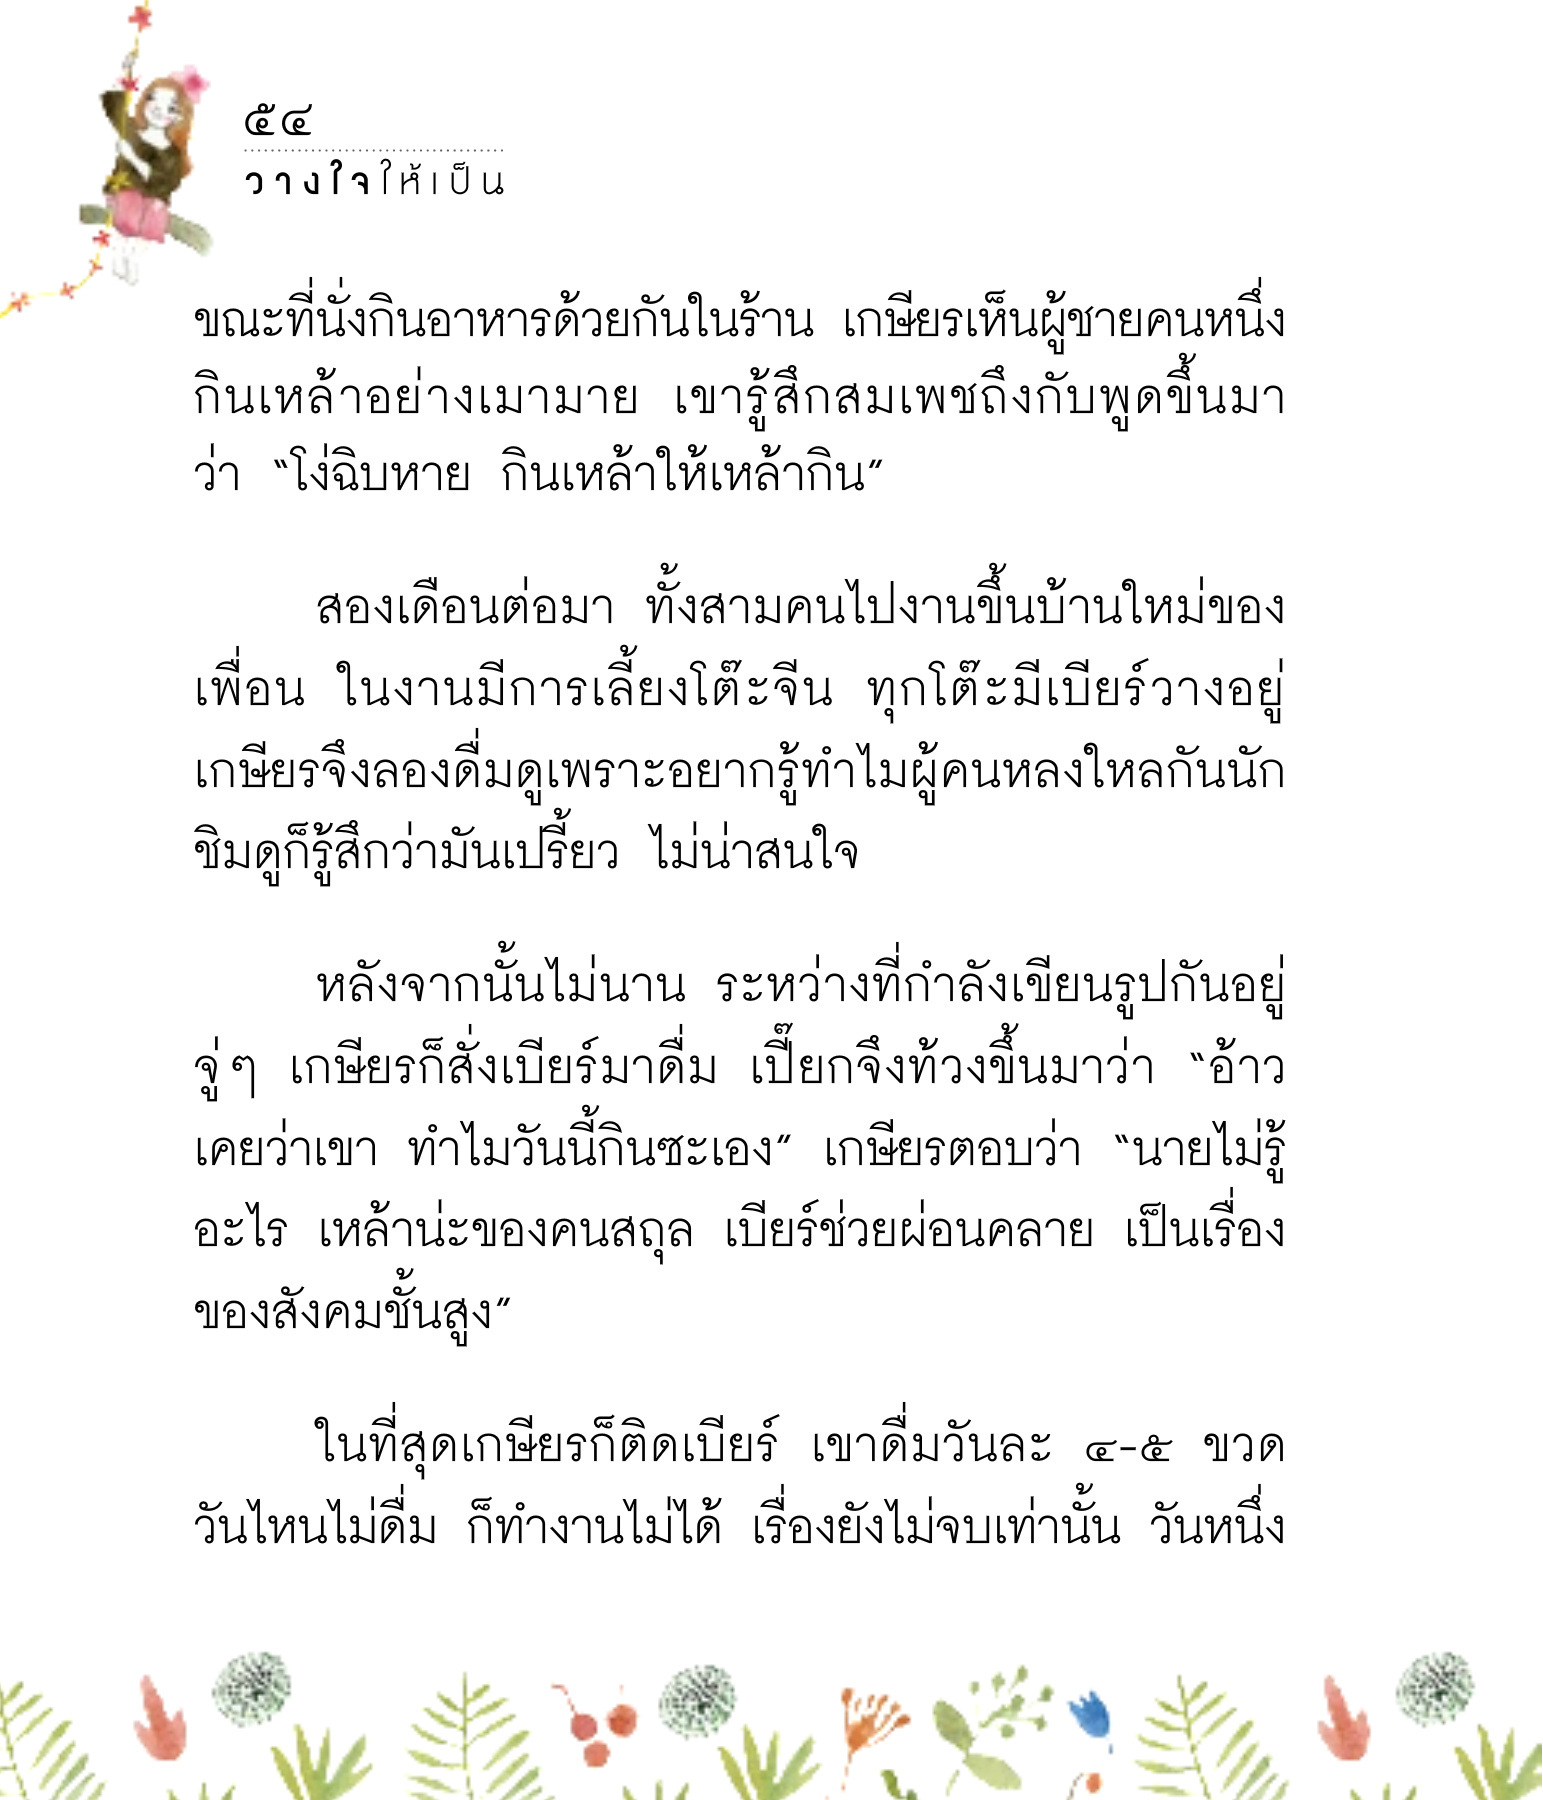 ๕๔
วางใจให้เป็น
ขณะที่นั่งกินอาหารด้วยกันในร้าน เกษียรเห็นผู้ชายคนหนึ่ง
กินเหล้าอย่างเมามาย เขารู้สึกสมเพชถึงกับพูดขึ้นมา
ว่า “โง่ฉิบหาย กินเหล้าให้เหล้ากิน”
สองเดือนต่อมา ทั้งสามคนไปงานขึ้นบ้านใหม่ของ
เพื่อน ในงานมีการเลี้ยงโต๊ะจีน ทุกโต๊ะมีเบียร์วางอยู่
เกษียรจึงลองดื่มดูเพราะอยากรู้ทำไมผู้คนหลงใหลกันนัก
ชิมดูก็รู้สึกว่ามันเปรี้ยว ไม่น่าสนใจ
หลังจากนั้นไม่นาน ระหว่างที่กำลังเขียนรูปกันอยู่
จู่ๆ เกษียรก็สั่งเบียร์มาดื่ม เปี๊ยกจึงท้วงขึ้นมาว่า “อ้าว
เคยว่าเขา ทำไมวันนี้กินซะเอง” เกษียรตอบว่า “นายไม่รู้
อะไร เหล้าน่ะของคนสถุล เบียร์ช่วยผ่อนคลาย เป็นเรื่อง
ของสังคมชั้นสูง”
ในที่สุดเกษียรก็ติดเบียร์ เขาดื่มวันละ ๔-๕ ขวด
วันไหนไม่ดื่ม ก็ทำงานไม่ได้ เรื่องยังไม่จบเท่านั้น วันหนึ่ง